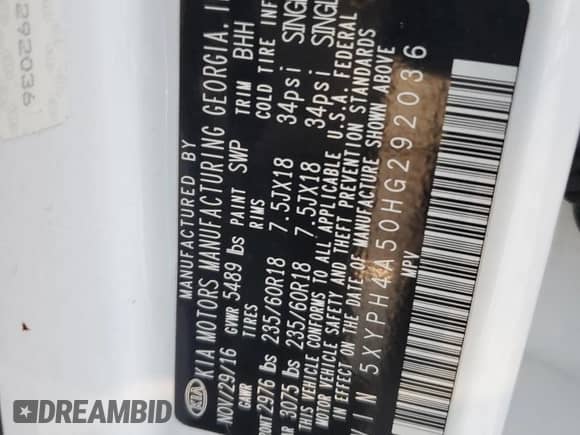 292036
MANUFACTURED BY
KIA MOTORS MANUFACTURING GEORGIA,
KIA
NOV/29/16 GVWR 5489 lbs PAINT SWP TRIM BHH
GAWR TIRES RIMS COLD TIRE INF
2976 lbs 235/60R18 7.5JX18 34psi SINGL
3075 lbs 235/60R18 7.5JX18 34psi SINGL
THIS VEHICLE CONFORMS TO ALL APPLICABLE U.S.A. FEDERAL
MOTOR VEHICLE SAFETY AND THEFT PREVENTION STANDARDS
IN EFFECT ON THE DATE OF MANUFACTURE SHOWN ABOVE
VIN 5XYPH4A50HG292036
MPV
DREAMBID